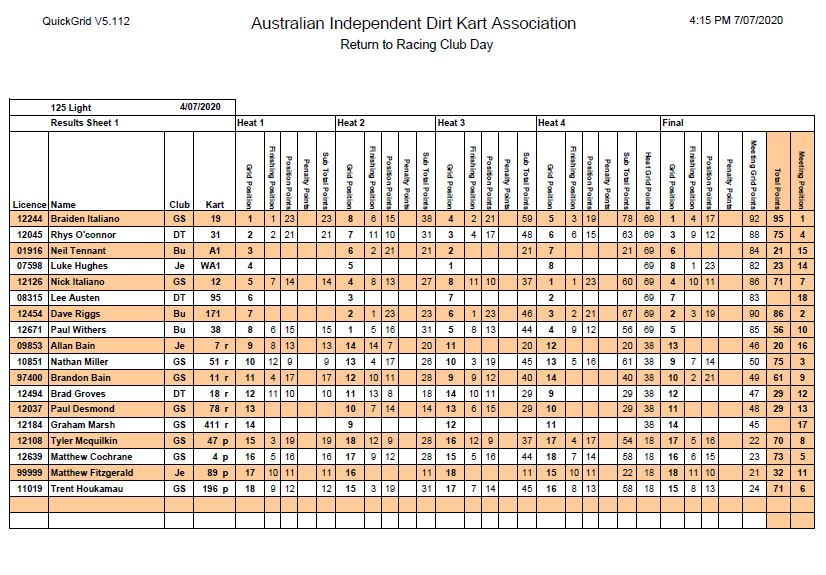 QuickGrid V5.112
Australian Independent Dirt Kart Association
4:15 PM 7/07/2020
Return to Racing Club Day
125 Light 4/07/2020
Results Sheet 1 Heat 1 Heat 2 Heat 3 Heat 4 Final
Licence Name Club Kart Grid Position Finishing Position Position Points Penalty Points Sub Total Points Grid Position Finishing Position Position Points Penalty Points Sub Total Points Grid Position Finishing Position Position Points Penalty Points Sub Total Points Grid Position Finishing Position Position Points Penalty Points Sub Total Points Heat Grid Points Grid Position Finishing Position Position Points Penalty Points Meeting Grid Points Total Points Meeting Position
12244 Braiden Italiano GS 19 1 1 23 23 8 6 15 38 4 2 21 59 5 3 19 78 69 1 4 17 92 95 1
12045 Rhys O'connor DT 31 2 2 21 21 7 11 10 31 3 4 17 48 6 6 15 63 69 3 9 12 88 75 4
01916 Neil Tennant Bu A1 3 6 2 21 21 2 21 7 21 69 6 84 21 15
07598 Luke Hughes Je WA1 4 5 1 8 69 8 1 23 82 23 14
12126 Nick Italiano GS 12 5 7 14 14 4 8 13 27 8 11 10 37 1 1 23 60 69 4 10 11 86 71 7
08315 Lee Austen DT 95 6 3 7 2 69 7 83 18
12454 Dave Riggs Bu 171 7 2 1 23 23 6 1 23 46 3 2 21 67 69 2 3 19 90 86 2
12671 Paul Withers Bu 38 8 6 15 15 1 5 16 31 5 8 13 44 4 9 12 56 69 5 85 56 10
09853 Allan Bain Je 7 r 9 8 13 13 14 14 7 20 11 20 12 20 38 13 46 20 16
10851 Nathan Miller GS 51 r 10 12 9 9 13 4 17 26 10 3 19 45 13 5 16 61 38 9 7 14 50 75 3
97400 Brandon Bain GS 11 r 11 4 17 17 12 10 11 28 9 9 12 40 14 40 38 10 2 21 49 61 9
12494 Brad Groves DT 18 r 12 11 10 10 11 13 8 18 14 10 11 29 9 29 38 12 47 29 12
12037 Paul Desmond GS 78 r 13 10 7 14 14 13 6 15 29 10 29 38 11 48 29 13
12184 Graham Marsh GS 411 r 14 9 12 11 38 14 45 17
12108 Tyler Mcquilkin GS 47 p 15 3 19 19 18 12 9 28 16 12 9 37 17 4 17 54 18 17 5 16 22 70 8
12639 Matthew Cochrane GS 4 p 16 5 16 16 17 9 12 28 15 5 16 44 18 7 14 58 18 16 6 15 23 73 5
99999 Matthew Fitzgerald Je 89 p 17 10 11 11 16 11 18 11 15 10 11 22 18 18 11 10 21 32 11
11019 Trent Houkamau GS 196 p 18 9 12 12 15 3 19 31 17 7 14 45 16 8 13 58 18 15 8 13 24 71 6